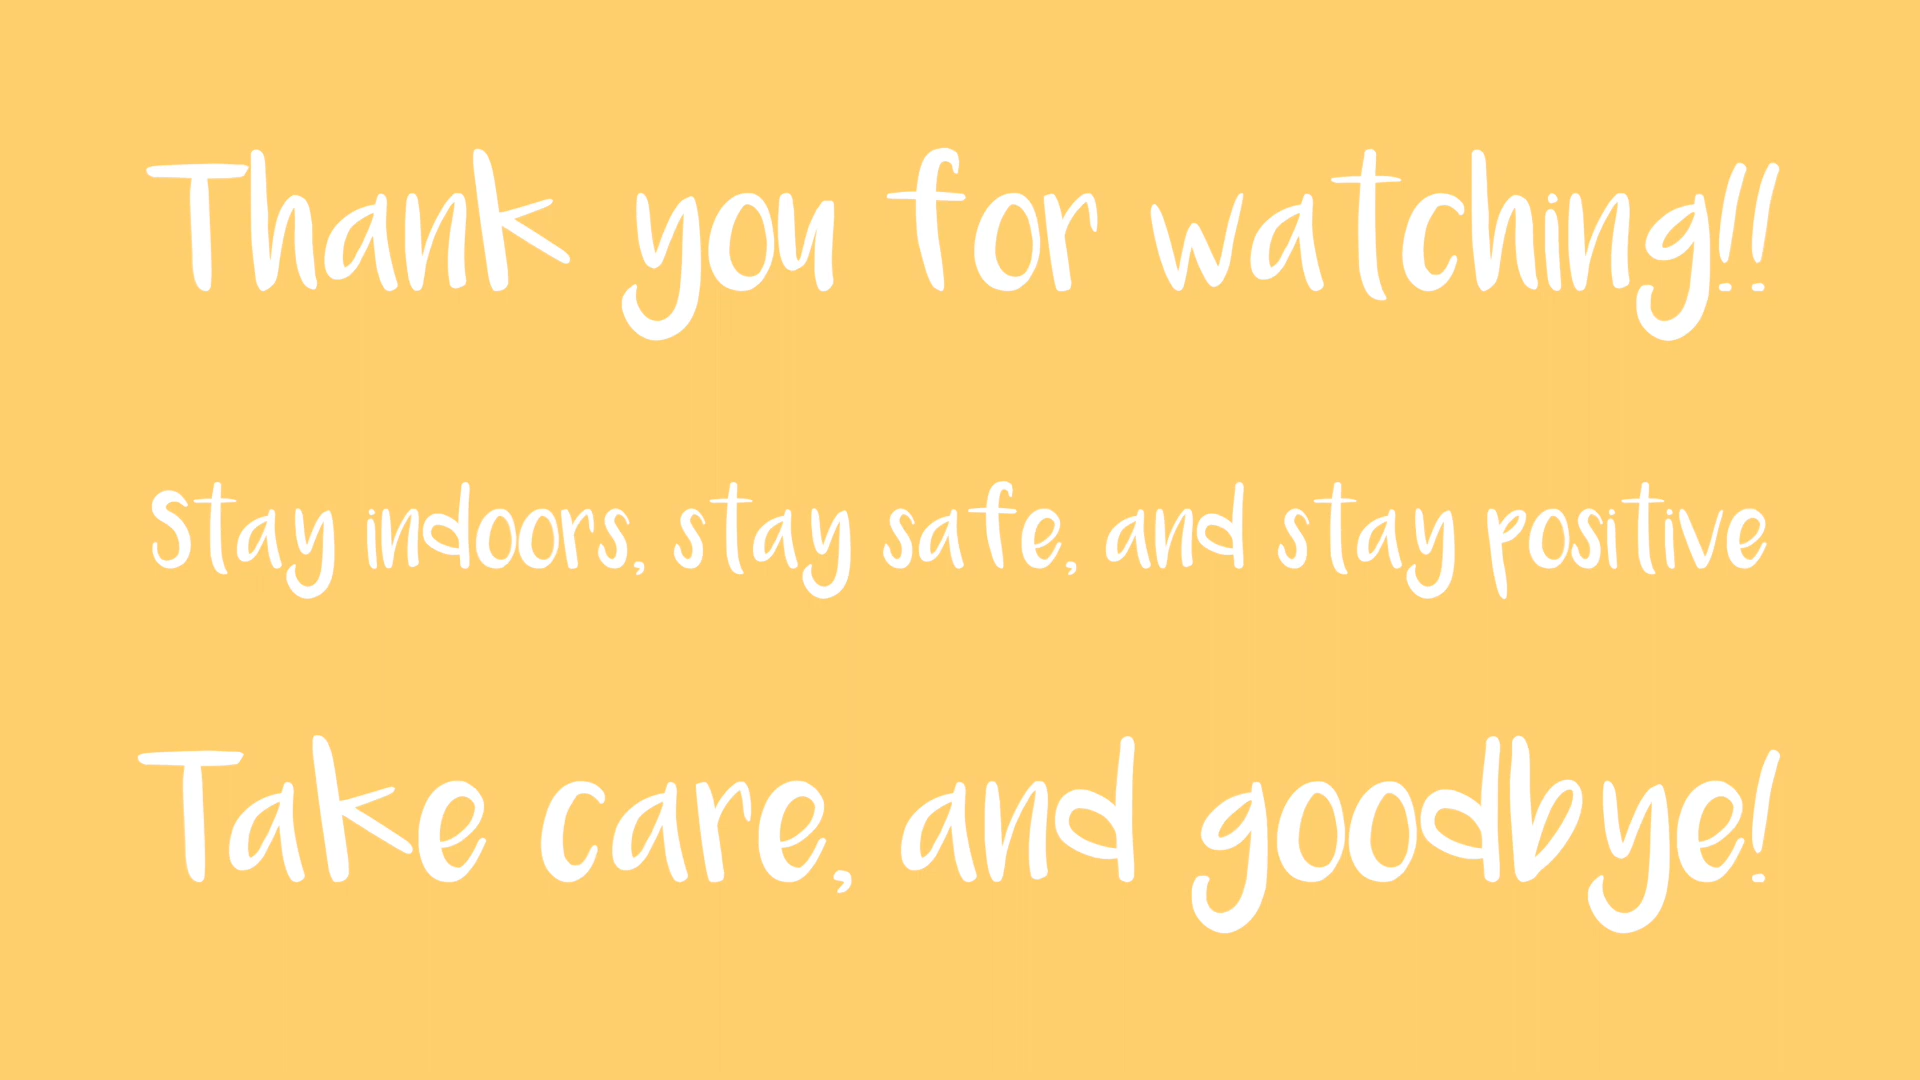 Thank you for watching!!
Stay indoors, stay safe, and stay positive
Take care, and goodbye!